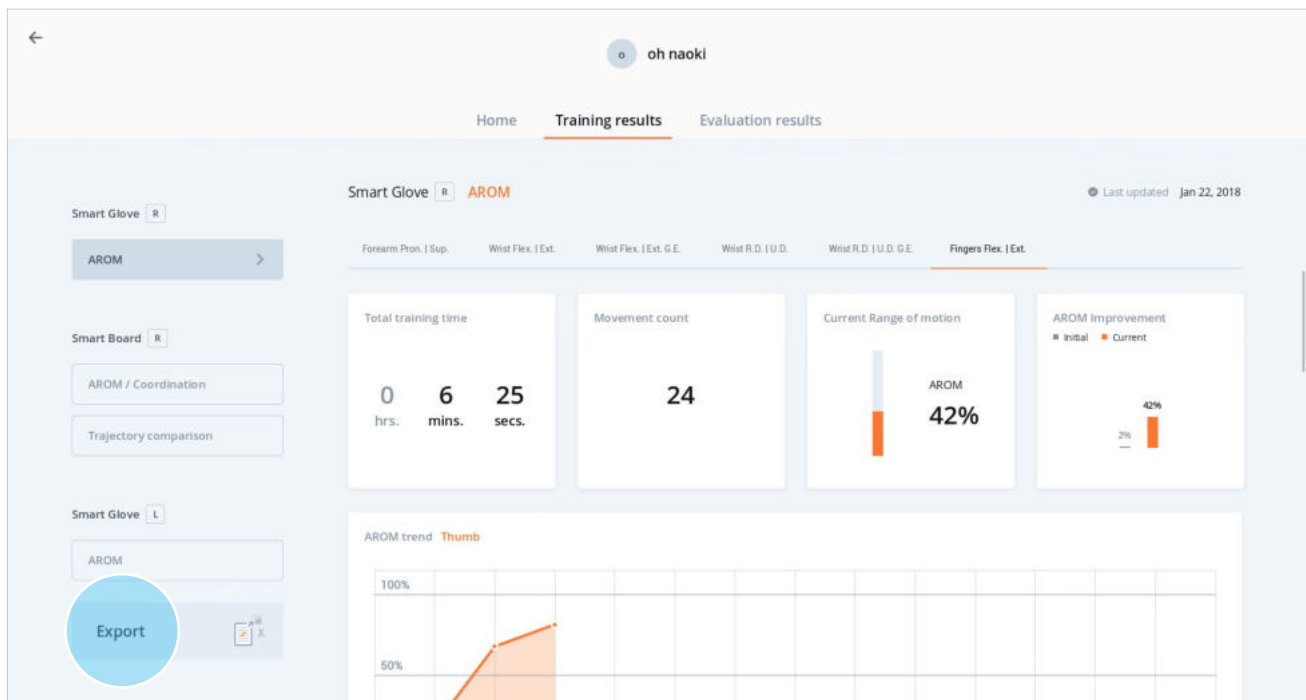 ←
o oh naoki
Home Training results Evaluation results
Smart Glove R
AROM >
Smart Board R
AROM / Coordination
Trajectory comparison
Smart Glove L
AROM
Export X
Smart Glove R AROM
Last updated Jan 22, 2018
Forearm Pron. | Sup. Wrist Flex. | Ext. Wrist Flex. | Ext. G.E. Wrist R.D. | U.D. Wrist R.D. | U.D. G.E. Fingers Flex. | Ext.
Total training time
0 6 25
hrs. mins. secs.
Movement count
24
Current Range of motion
AROM
42%
AROM Improvement
Initial Current
42%
2%
AROM trend Thumb
100%
50%